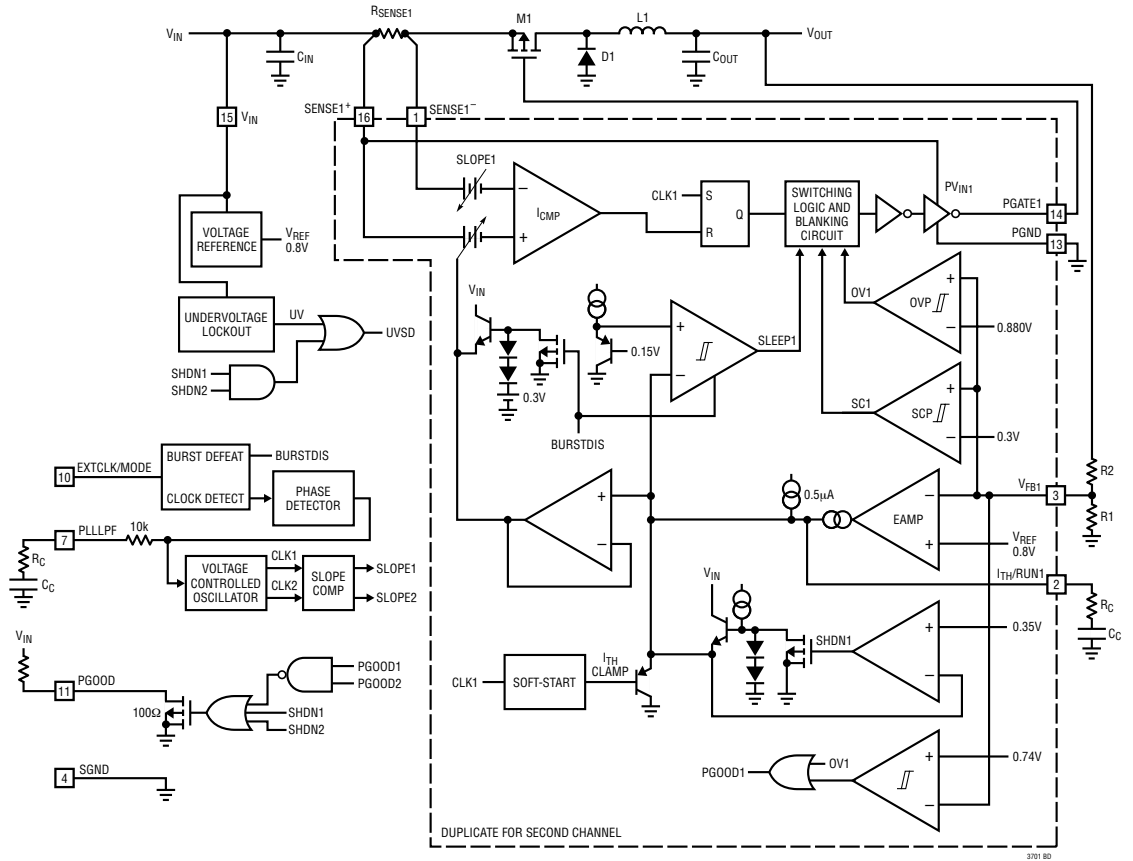 RSENSE1
M1
L1
VIN
VOUT
CIN
D1
COUT
SENSE1+
SENSE1–
15
VIN
16
1
SLOPE1
–
ICMP
+
CLK1
S
Q
R
SWITCHING
LOGIC AND
BLANKING
CIRCUIT
PVIN1
PGATE1
14
PGND
13
VOLTAGE
REFERENCE
VREF
0.8V
UNDERVOLTAGE
LOCKOUT
UV
UVSD
SHDN1
SHDN2
VIN
0.3V
0.15V
+
–
SLEEP1
BURSTDIS
OV1
+
OVP
–
0.880V
SC1
+
SCP
–
0.3V
10
EXTCLK/MODE
BURST DEFEAT
BURSTDIS
CLOCK DETECT
PHASE
DETECTOR
7
PLLLPF
10k
RC
CC
VOLTAGE
CONTROLLED
OSCILLATOR
CLK1
CLK2
SLOPE
COMP
SLOPE1
SLOPE2
+
–
0.5µA
–
EAMP
+
VFB1
3
R2
R1
VREF
0.8V
ITH/RUN1
2
RC
CC
VIN
SHDN1
+
0.35V
–
VIN
11
PGOOD
100Ω
PGOOD1
PGOOD2
SHDN1
SHDN2
CLK1
SOFT-START
ITH
CLAMP
4
SGND
PGOOD1
OV1
+
0.74V
–
DUPLICATE FOR SECOND CHANNEL
3701 BD